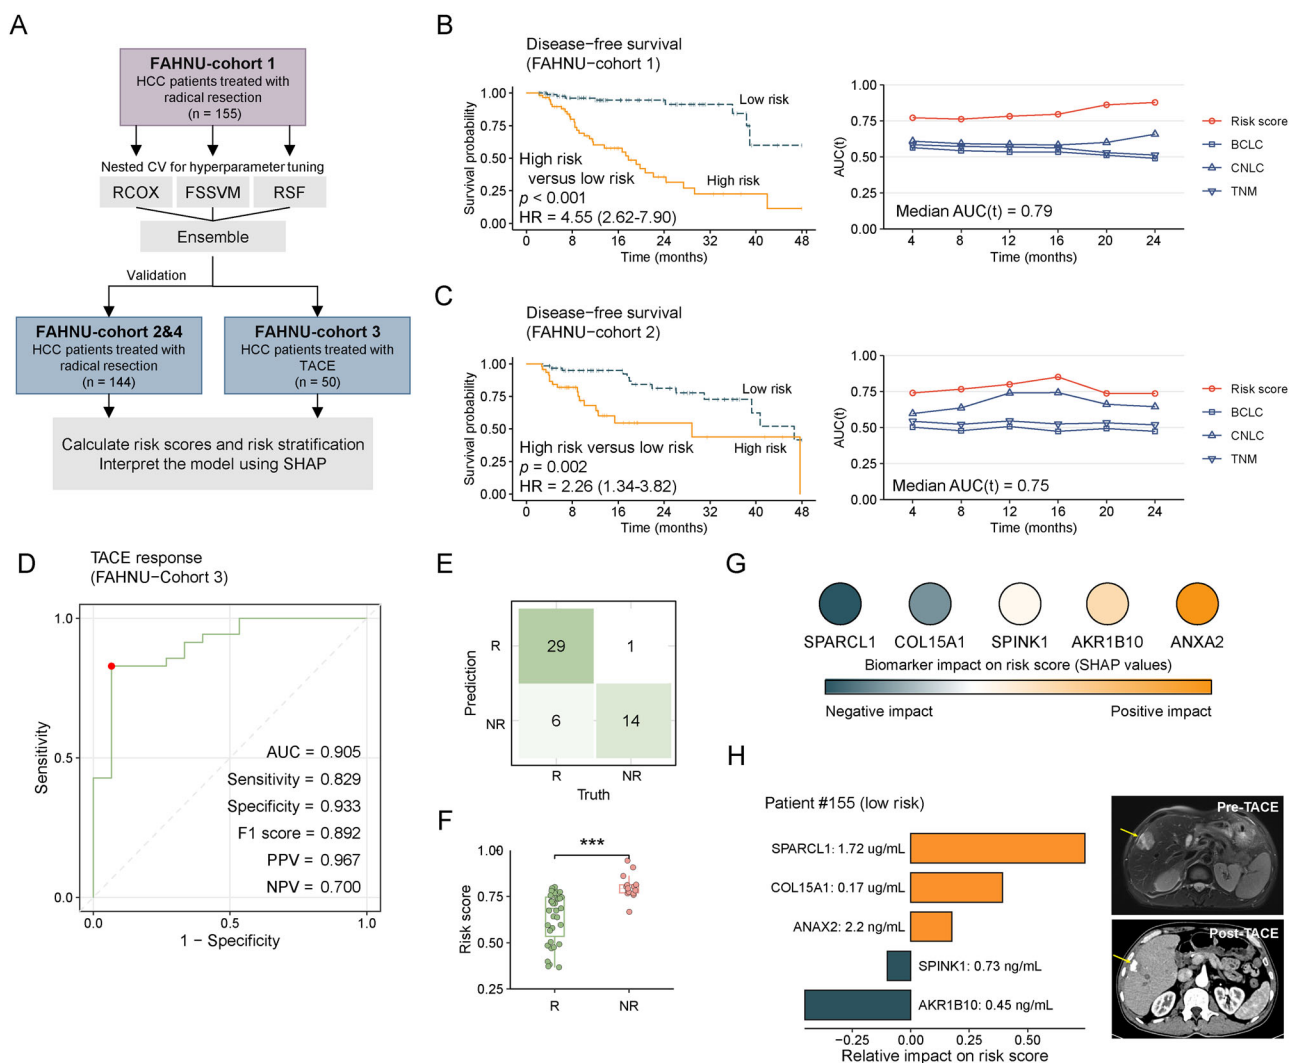 A
FAHNU-cohort 1
HCC patients treated with
radical resection
(n = 155)
Nested CV for hyperparameter tuning
RCOX
FSSVM
RSF
Ensemble
Validation
FAHNU-cohort 2&4
HCC patients treated with
radical resection
(n = 144)
FAHNU-cohort 3
HCC patients treated with
TACE
(n = 50)
Calculate risk scores and risk stratification
Interpret the model using SHAP
B
Disease-free survival
(FAHNU−cohort 1)
Survival probability
1.00
0.75
0.50
0.25
0.00
Low risk
High risk
High risk
versus low risk
p < 0.001
HR = 4.55 (2.62-7.90)
0 8 16 24 32 40 48
Time (months)
AUC(t)
1.00
0.75
0.50
0.25
0.00
Median AUC(t) = 0.79
4 8 12 16 20 24
Time (months)
Risk score
BCLC
CNLC
TNM
C
Disease-free survival
(FAHNU−cohort 2)
Survival probability
1.00
0.75
0.50
0.25
0.00
Low risk
High risk
High risk versus low risk
p = 0.002
HR = 2.26 (1.34-3.82)
0 8 16 24 32 40 48
Time (months)
AUC(t)
1.00
0.75
0.50
0.25
0.00
Median AUC(t) = 0.75
4 8 12 16 20 24
Time (months)
Risk score
BCLC
CNLC
TNM
D
TACE response
(FAHNU−Cohort 3)
Sensitivity
1.0
0.5
0.0
AUC = 0.905
Sensitivity = 0.829
Specificity = 0.933
F1 score = 0.892
PPV = 0.967
NPV = 0.700
0.0 0.5 1.0
1 − Specificity
E
Prediction
R
NR
29 1
6 14
R NR
Truth
F
***
Risk score
1.00
0.75
0.50
0.25
R NR
G
SPARCL1 COL15A1 SPINK1 AKR1B10 ANXA2
Biomarker impact on risk score (SHAP values)
Negative impact
Positive impact
H
Patient #155 (low risk)
SPARCL1: 1.72 ug/mL
COL15A1: 0.17 ug/mL
ANAX2: 2.2 ng/mL
SPINK1: 0.73 ng/mL
AKR1B10: 0.45 ng/mL
−0.25 0.00 0.25 0.50
Relative impact on risk score
Pre-TACE
Post-TACE